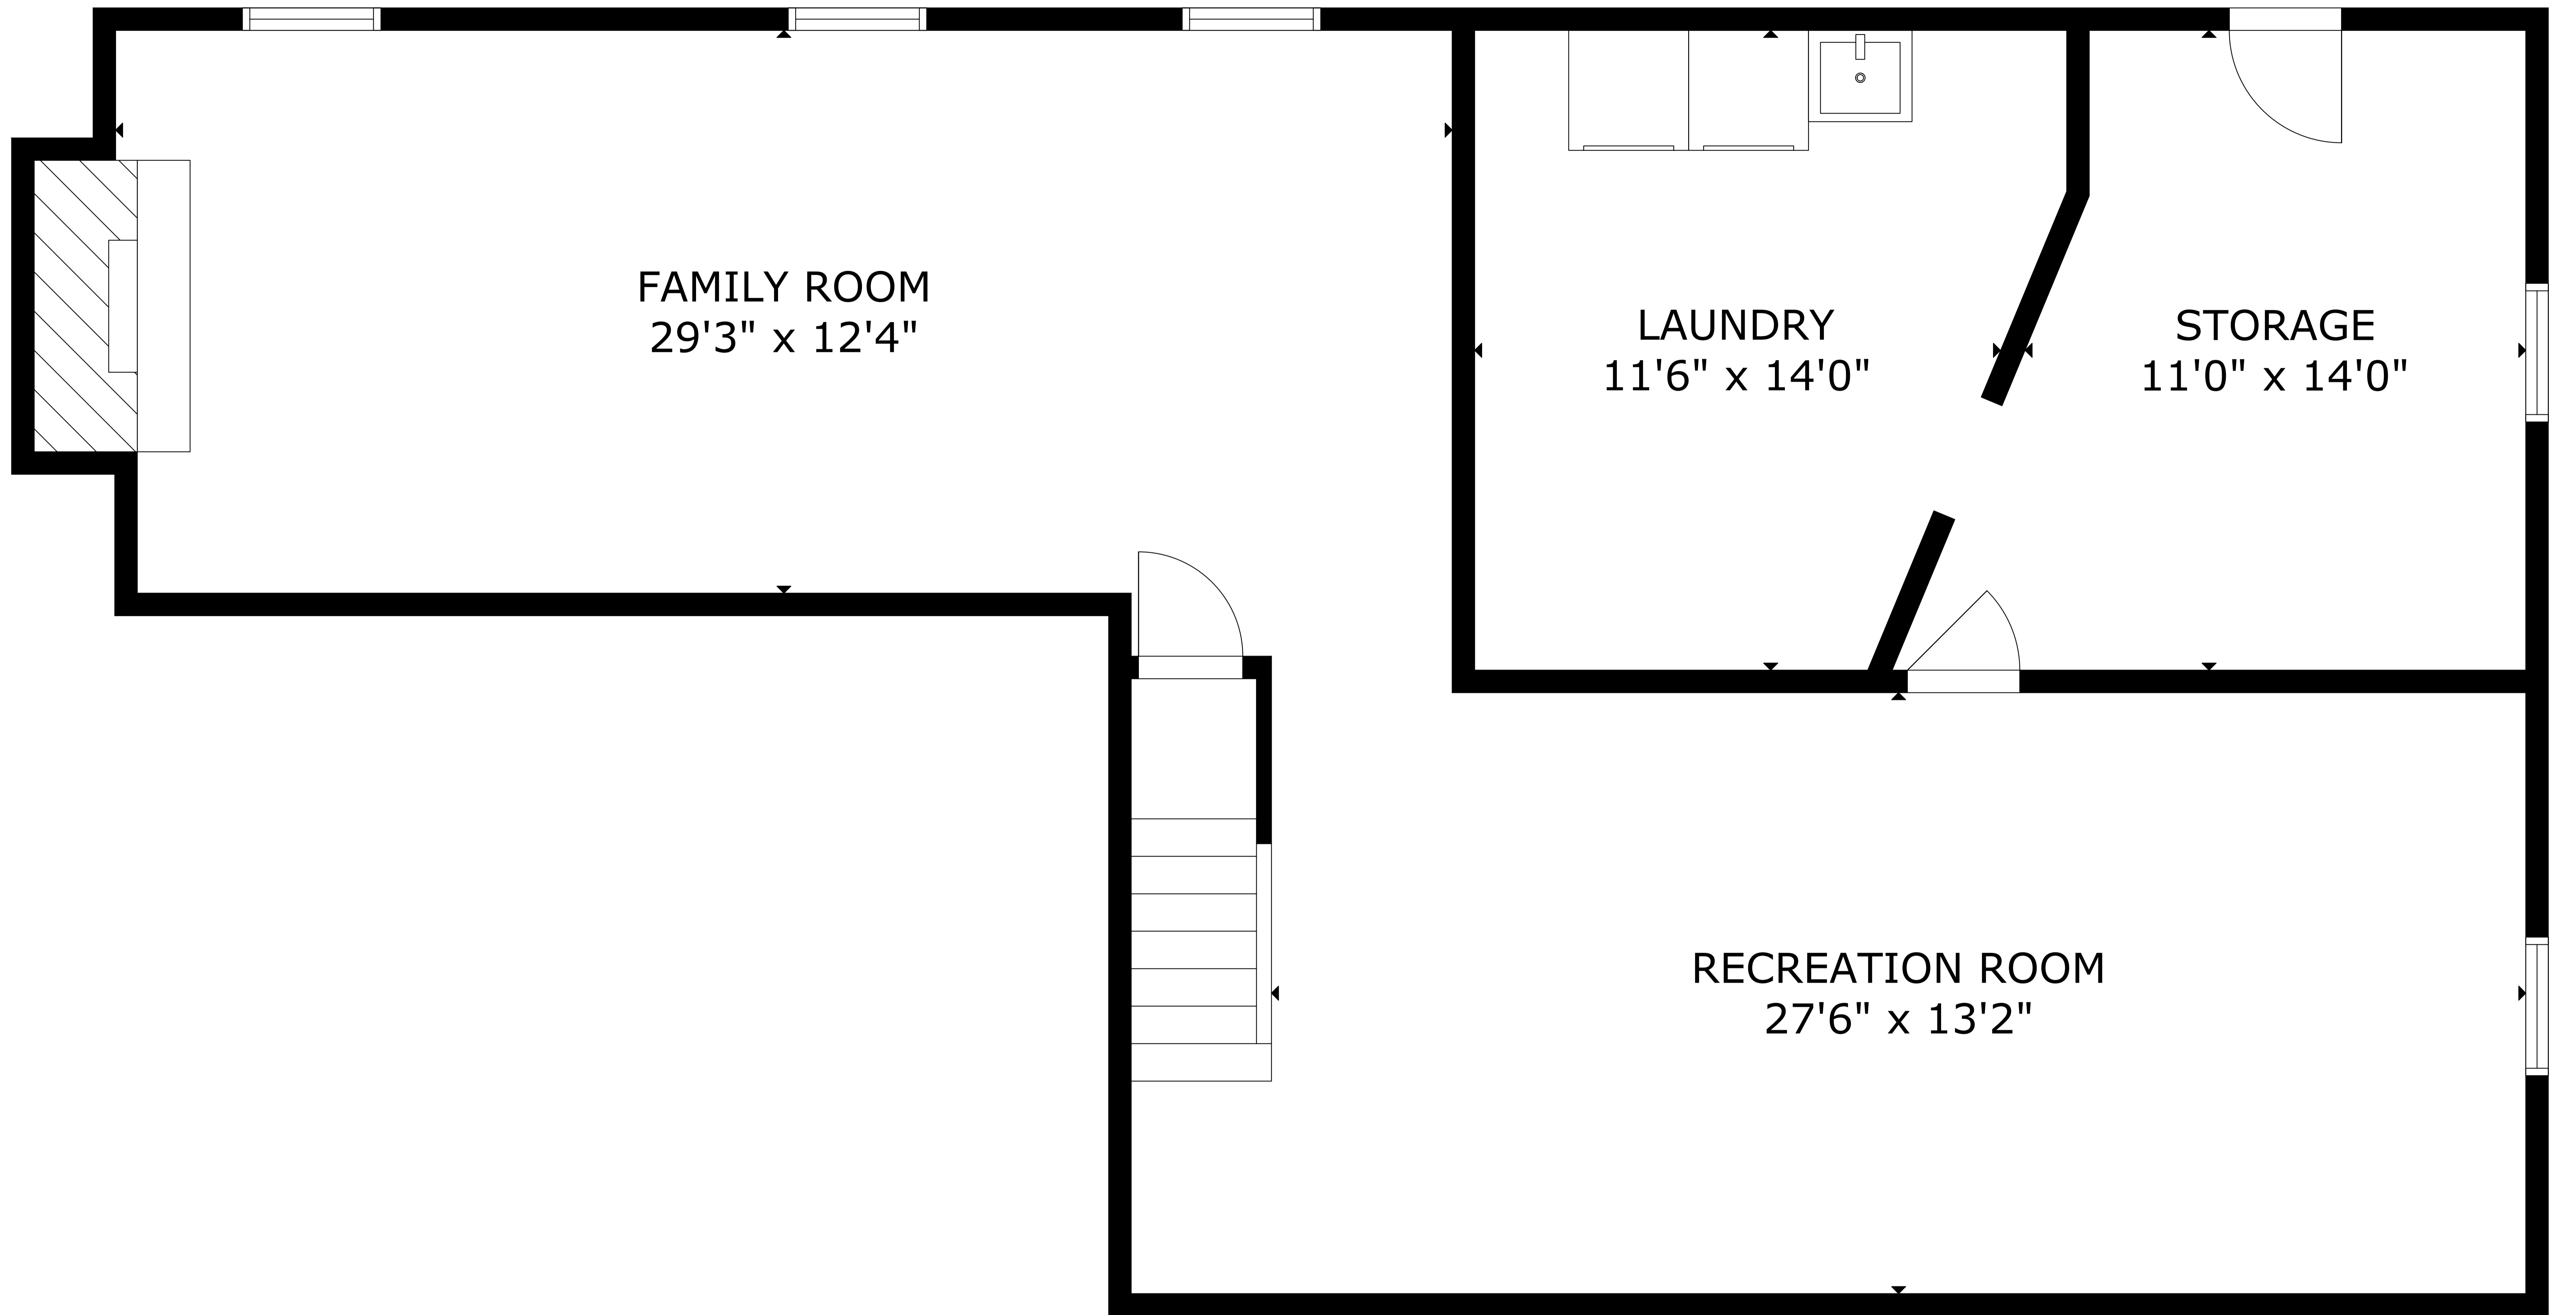 FAMILY ROOM
29'3" x 12'4"
LAUNDRY
11'6" x 14'0"
STORAGE
11'0" x 14'0"
RECREATION ROOM
27'6" x 13'2"